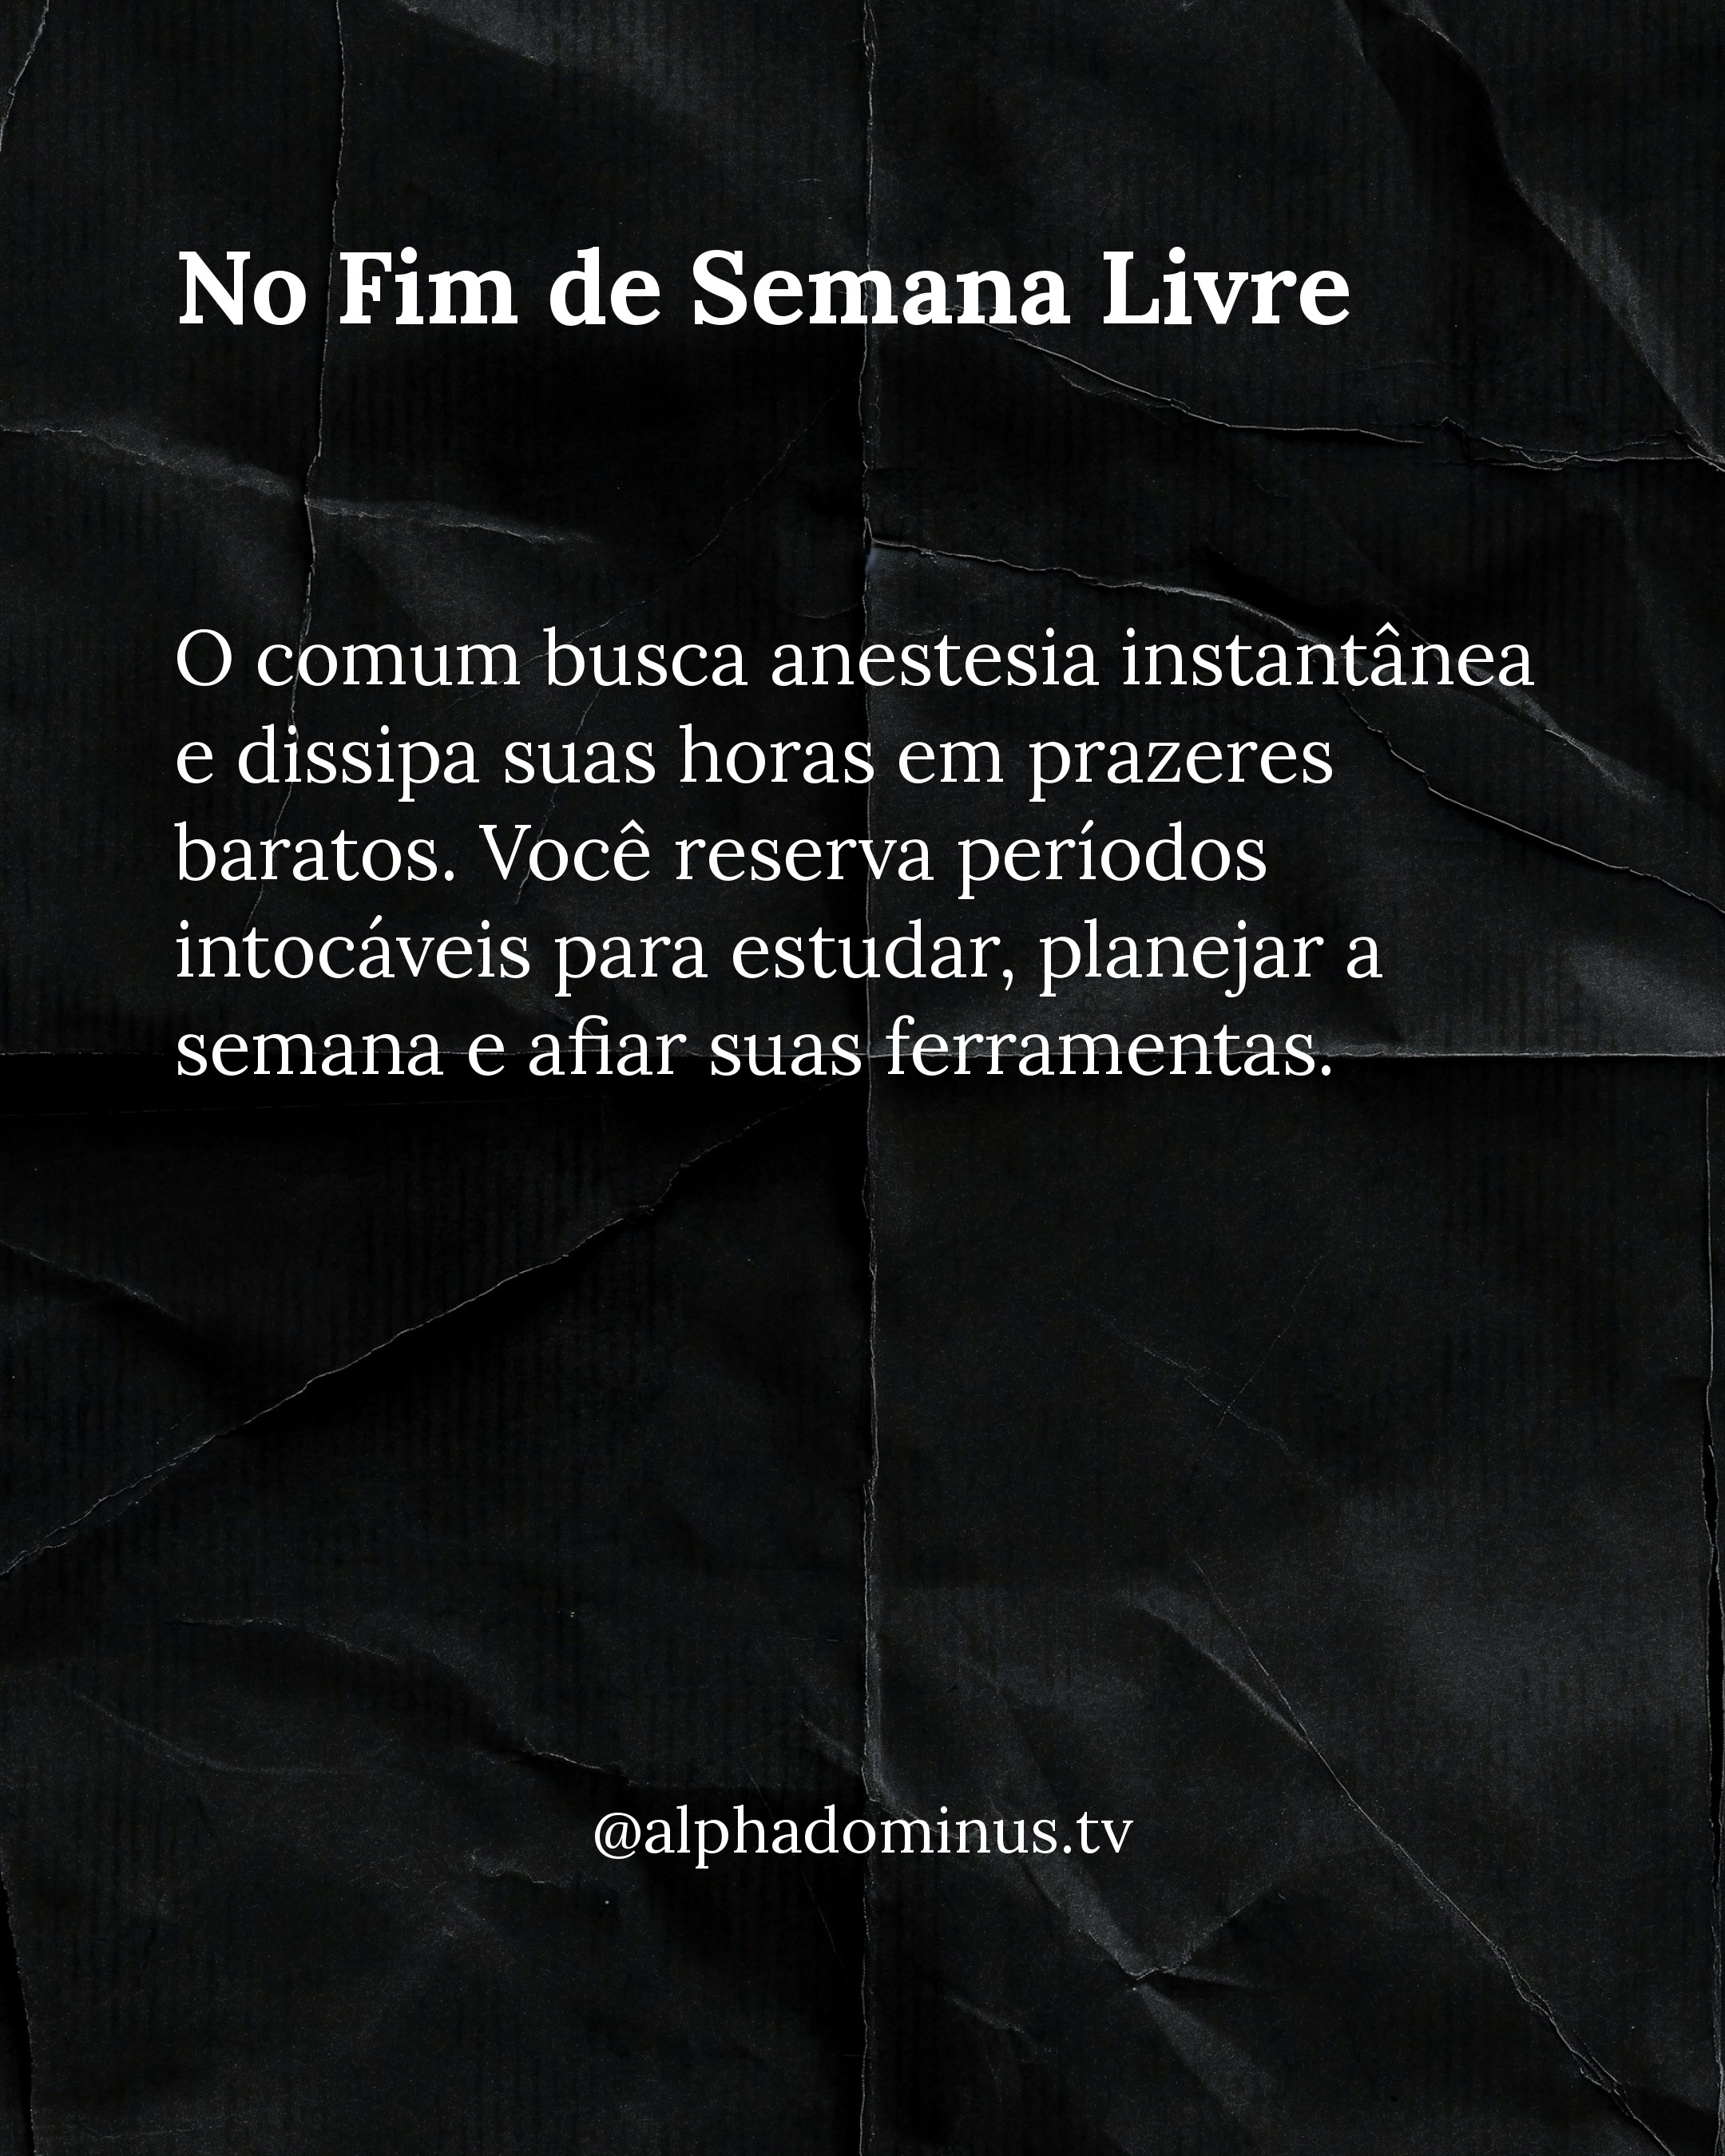 No Fim de Semana Livre
O comum busca anestesia instantânea
e dissipa suas horas em prazeres
baratos. Você reserva períodos
intocáveis para estudar, planejar a
semana e afiar suas ferramentas.
@alphadominus.tv